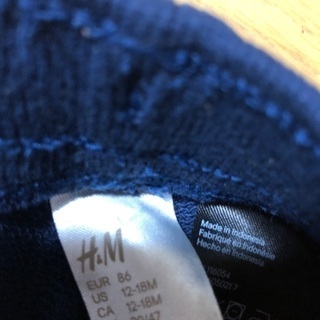 H&M
EUR 86
US 12-18M
CA 12-18M
Made in Indonesia
Fabriqué en Indonésie
Hecho en Indonesia